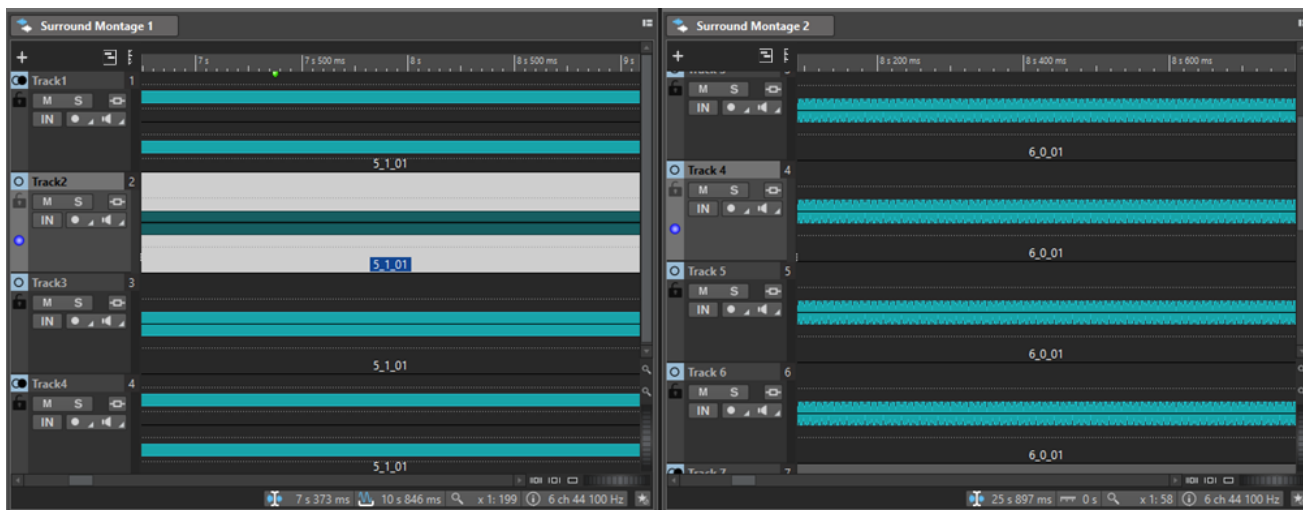 Surround Montage 1
7 s
7 s 500 ms
8 s
8 s 500 ms
9 s
Track1 1
M S
IN
5_1_01
Track2 2
M S
IN
5_1_01
Track3 3
M S
IN
5_1_01
Track4 4
M S
IN
5_1_01
7 s 373 ms 10 s 846 ms x 1: 199 6 ch 44 100 Hz
Surround Montage 2
8 s 200 ms
8 s 400 ms
8 s 600 ms
M S
IN
6_0_01
Track 4 4
M S
IN
6_0_01
Track 5 5
M S
IN
6_0_01
Track 6 6
M S
IN
6_0_01
Track 7 7
25 s 897 ms 0 s x 1: 58 6 ch 44 100 Hz